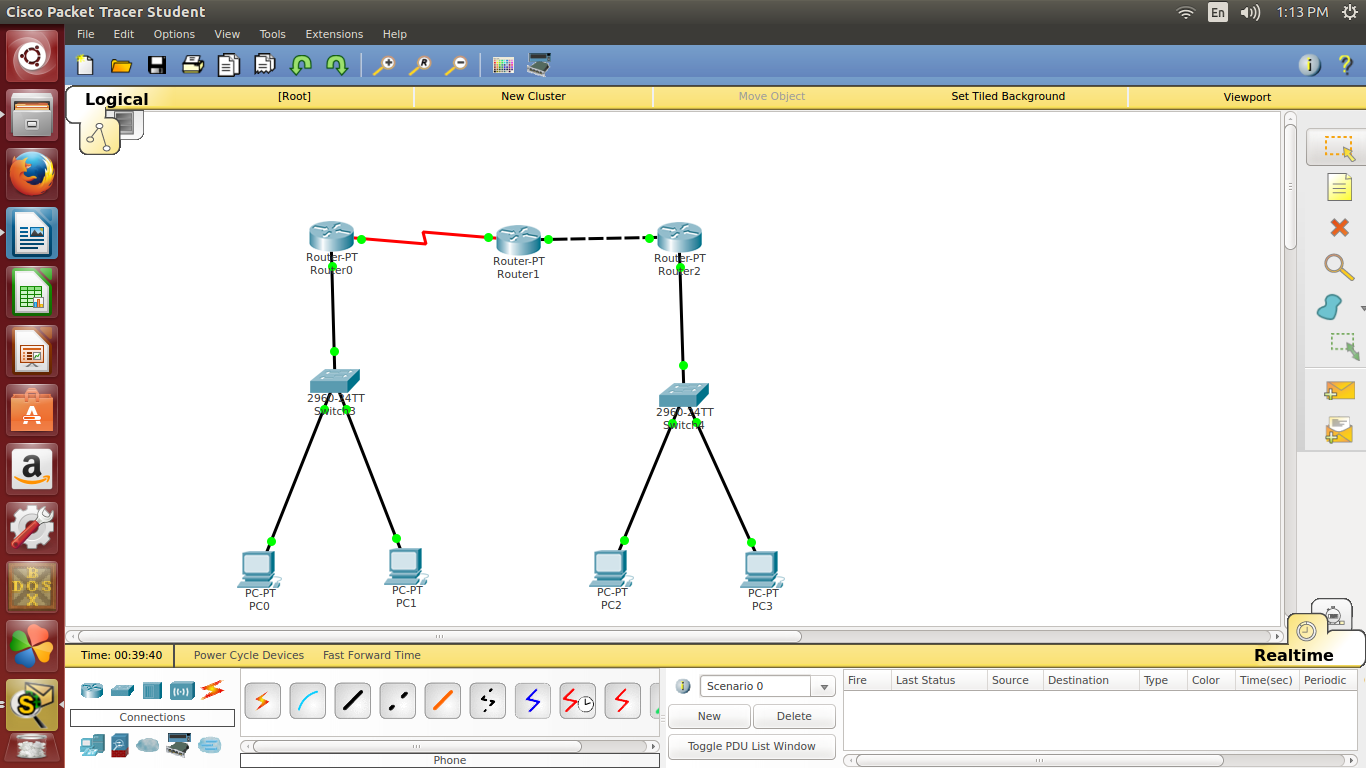 Cisco Packet Tracer Student
En
1:13 PM
File Edit Options View Tools Extensions Help
Logical
[Root]
New Cluster
Move Object
Set Tiled Background
Viewport
Router-PT
Router0
Router-PT
Router1
Router-PT
Router2
2960-24TT
Switch3
2960-24TT
Switch4
PC-PT
PC0
PC-PT
PC1
PC-PT
PC2
PC-PT
PC3
Time: 00:39:40
Power Cycle Devices
Fast Forward Time
Realtime
Connections
Phone
Scenario 0
New
Delete
Toggle PDU List Window
Fire Last Status Source Destination Type Color Time(sec) Periodic